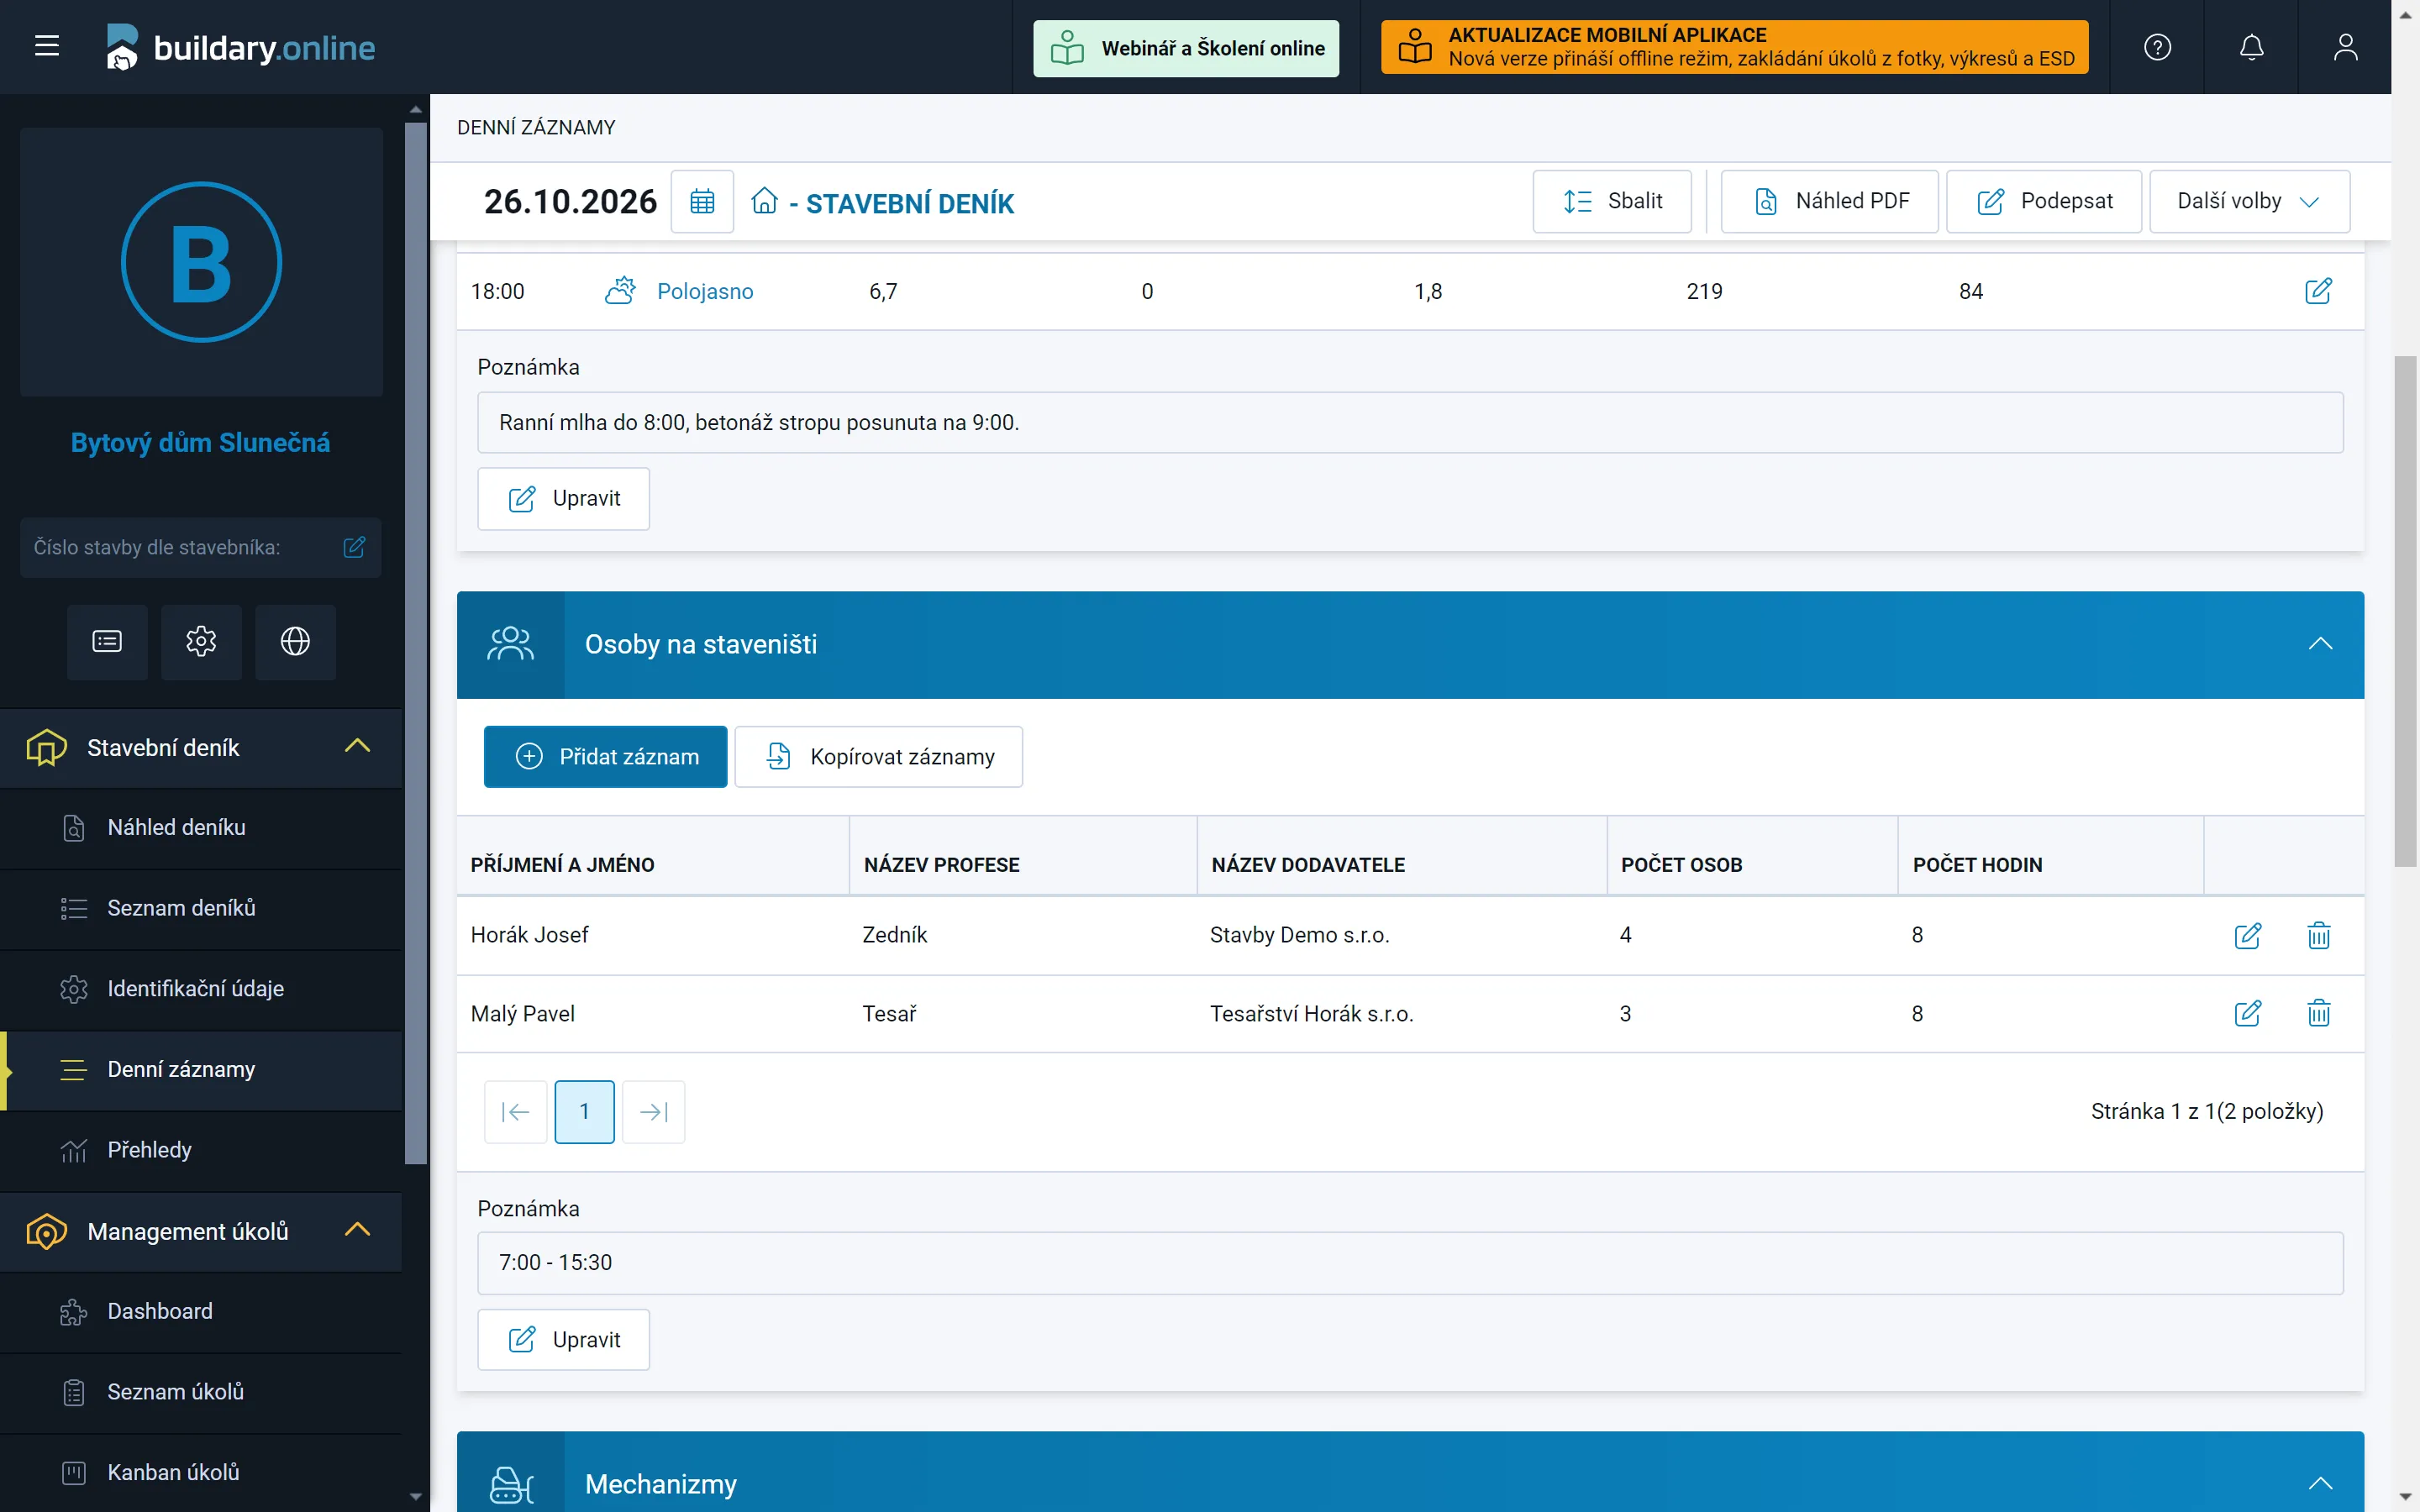 buildary.online
Webinář a Školení online
AKTUALIZACE MOBILNÍ APLIKACE
Nová verze přináší offline režim, zakládání úkolů z fotky, výkresů a ESD
B
Bytový dům Slunečná
Číslo stavby dle stavebníka:
Stavební deník
Náhled deníku
Seznam deníků
Identifikační údaje
Denní záznamy
Přehledy
Management úkolů
Dashboard
Seznam úkolů
Kanban úkolů
DENNÍ ZÁZNAMY
26.10.2026
- STAVEBNÍ DENÍK
Sbalit
Náhled PDF
Podepsat
Další volby
18:00 Polojasno 6,7 0 1,8 219 84
Poznámka
Ranní mlha do 8:00, betonáž stropu posunuta na 9:00.
Upravit
Osoby na staveništi
Přidat záznam
Kopírovat záznamy
PŘÍJMENÍ A JMÉNO NÁZEV PROFESE NÁZEV DODAVATELE POČET OSOB POČET HODIN
Horák Josef Zedník Stavby Demo s.r.o. 4 8
Malý Pavel Tesař Tesařství Horák s.r.o. 3 8
1
Stránka 1 z 1(2 položky)
Poznámka
7:00 - 15:30
Upravit
Mechanizmy